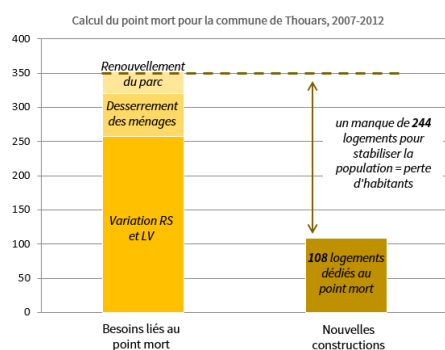 Calcul du point mort pour la commune de Thouars, 2007-2012
400
350
300
250
200
150
100
50
0
Renouvellement
du parc
Desserrement
des ménages
Variation RS
et LV
un manque de 244
logements pour
stabiliser la
population = perte
d'habitants
108 logements
dédiés au
point mort
Besoins liés au
point mort
Nouvelles
constructions